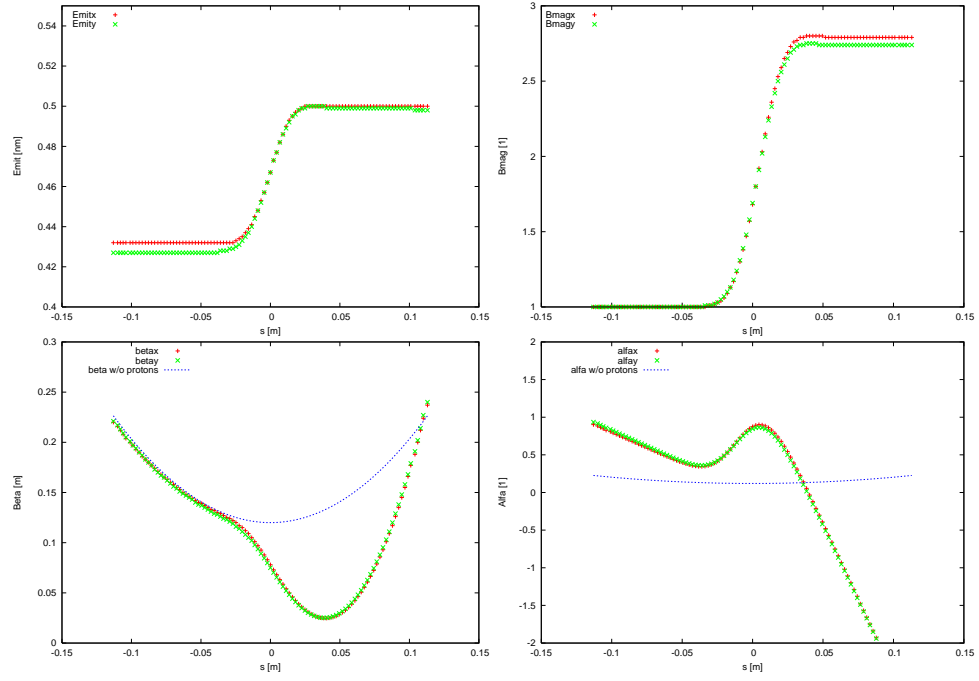 Emitx
Emity
0.54
0.52
0.5
0.48
0.46
0.44
0.42
0.4
Emit [nm]
-0.15 -0.1 -0.05 0 0.05 0.1 0.15
s [m]
Bmagx
Bmagy
3
2.5
2
1.5
1
Bmag [1]
-0.15 -0.1 -0.05 0 0.05 0.1 0.15
s [m]
betax
betay
beta w/o protons
0.3
0.25
0.2
0.15
0.1
0.05
0
Beta [m]
-0.15 -0.1 -0.05 0 0.05 0.1 0.15
s [m]
alfax
alfay
alfa w/o protons
2
1.5
1
0.5
0
-0.5
-1
-1.5
-2
Alfa [1]
-0.15 -0.1 -0.05 0 0.05 0.1 0.15
s [m]